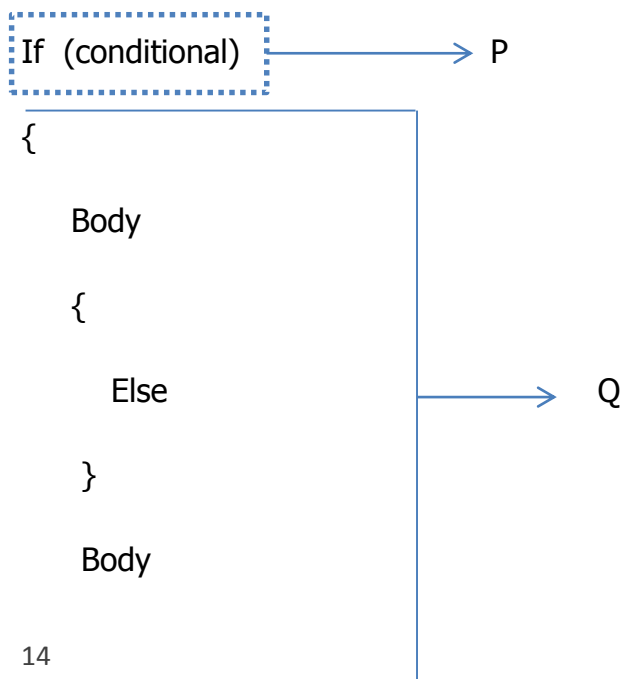 If (conditional) P
{
Body
{
Else Q
}
Body
14